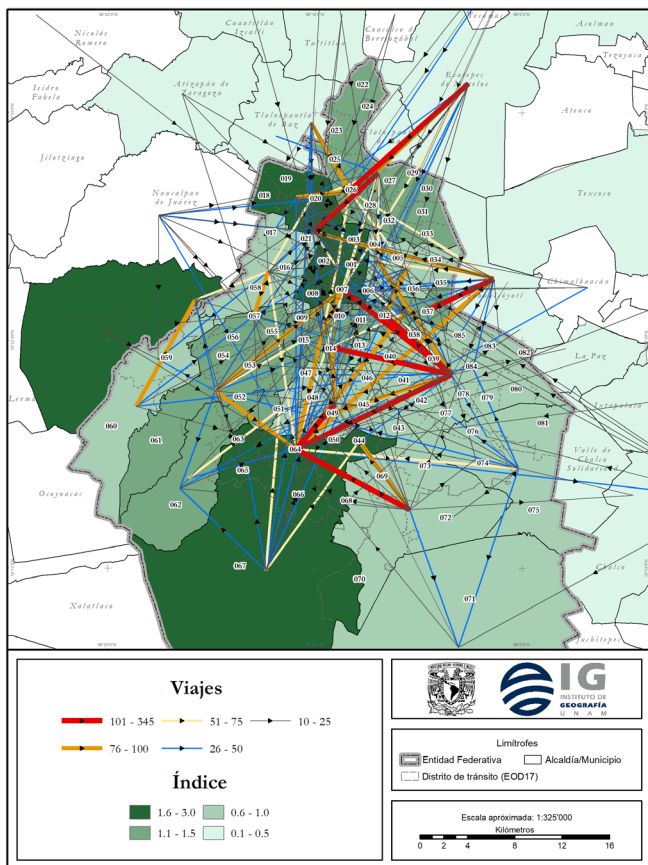 Nicolás
Romero
Cuautitlán
Izcalli
Tultitlán
Coacalco de
Berriozábal
Tecámac
Acolman
Tezoyuca
Isidro
Fabela
Atizapán de
Zaragoza
Atenco
Jilotzingo
Tlalnepantla
de Baz
Naucalpan
de Juárez
Texcoco
Chimalhuacán
La Paz
Ixtapaluca
Lerma
Valle de
Chalco
Solidaridad
Ocoyoacac
Chalco
Xalatlaco
Juchitepec
022
024
023
025
019
018
026
027
029
030
020
028
031
032
033
017
021
003
004
002
001
005
034
016
058
008
007
006
036
035
037
057
009
010
011
012
059
056
055
015
038
085
083
054
014
013
040
039
082
053
047
046
041
084
060
052
048
042
078
079
080
051
049
045
077
081
061
063
050
044
043
076
064
065
073
074
062
066
068
069
067
072
075
070
071
Viajes
101 - 345
51 - 75
10 - 25
76 - 100
26 - 50
Índice
1.6 - 3.0
0.6 - 1.0
1.1 - 1.5
0.1 - 0.5
IG
INSTITUTO DE
GEOGRAFÍA
UNAM
Limítrofes
Entidad Federativa
Alcaldía/Municipio
Distrito de tránsito (EOD17)
Escala apróximada: 1:325'000
Kilómetros
0 2 4 8 12 16